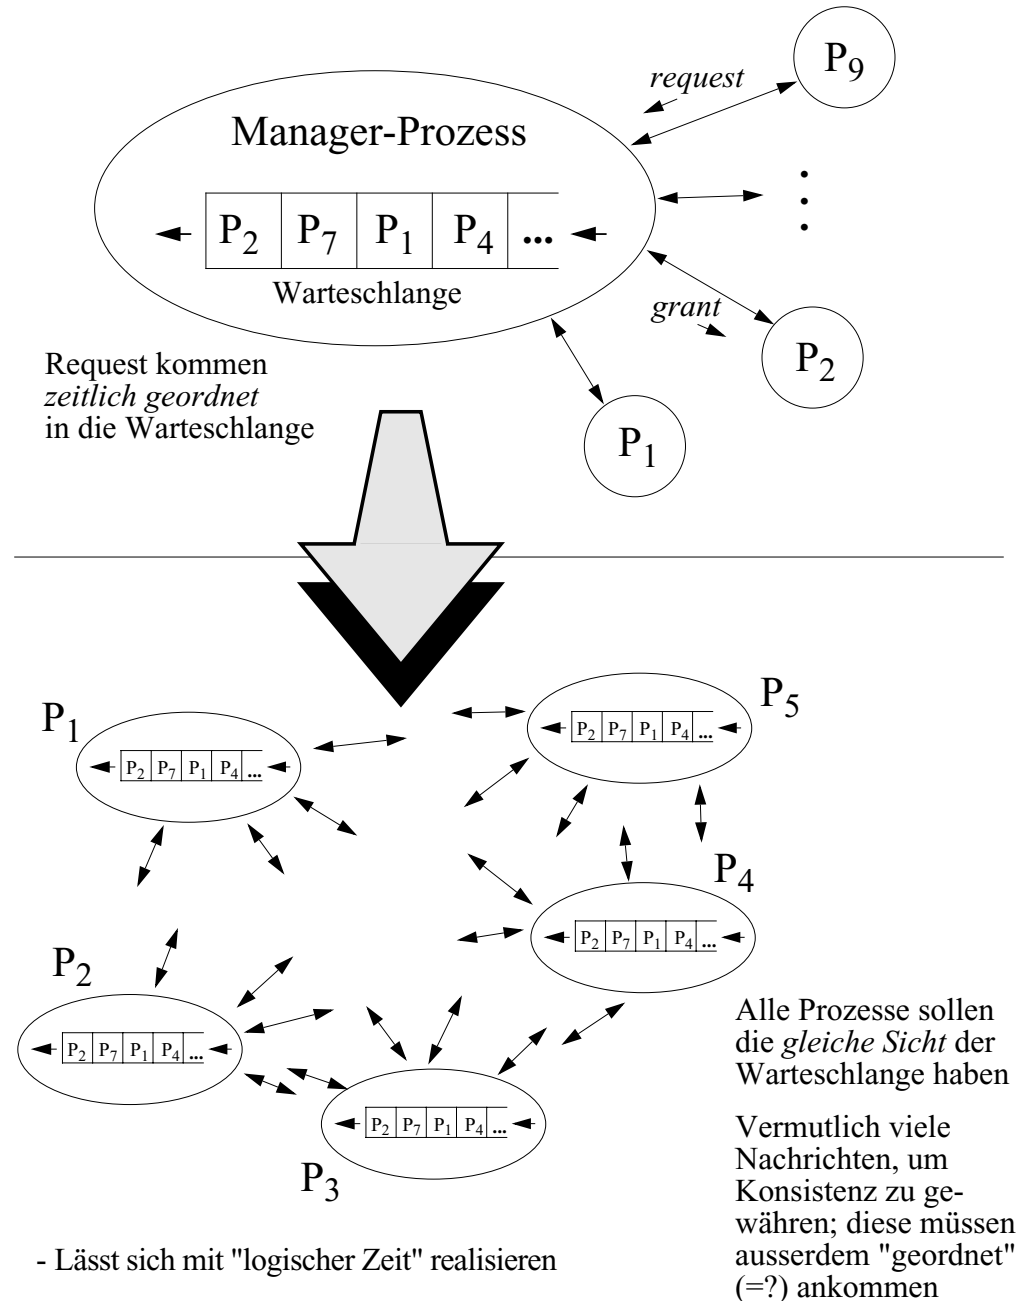 P9
request
Manager-Prozess
P2 P7 P1 P4 ...
Warteschlange
grant
P2
Request kommen
zeitlich geordnet
in die Warteschlange
P1
P5
P2 P7 P1 P4 ...
P1
P2 P7 P1 P4 ...
P4
P2 P7 P1 P4 ...
P2
P2 P7 P1 P4 ...
P2 P7 P1 P4 ...
P3
Alle Prozesse sollen
die gleiche Sicht der
Warteschlange haben
Vermutlich viele
Nachrichten, um
Konsistenz zu ge-
währen; diese müssen
ausserdem "geordnet"
(=?) ankommen
- Lässt sich mit "logischer Zeit" realisieren